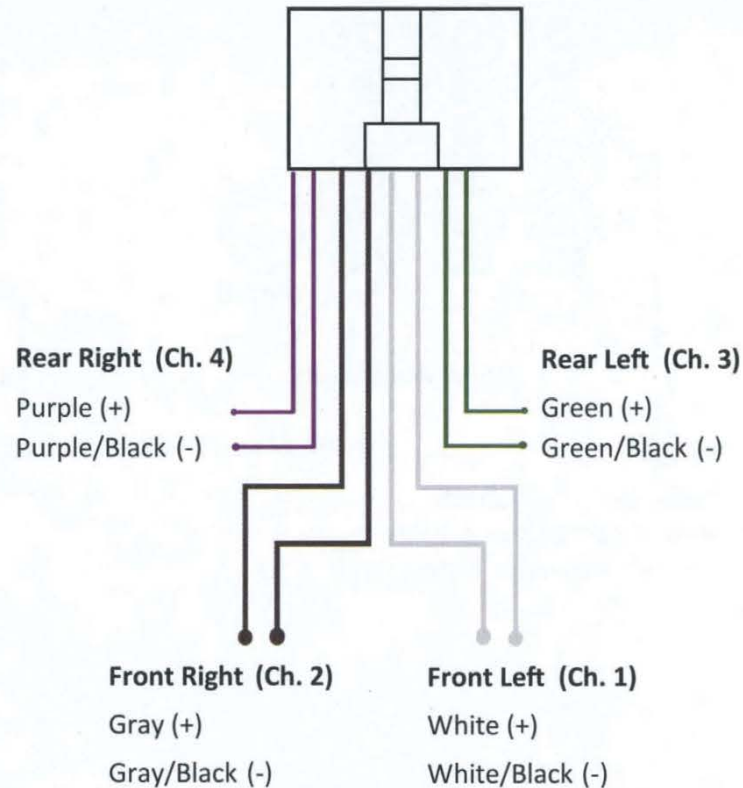 Rear Right (Ch. 4)
Purple (+)
Purple/Black (-)
Rear Left (Ch. 3)
Green (+)
Green/Black (-)
Front Right (Ch. 2)
Gray (+)
Gray/Black (-)
Front Left (Ch. 1)
White (+)
White/Black (-)